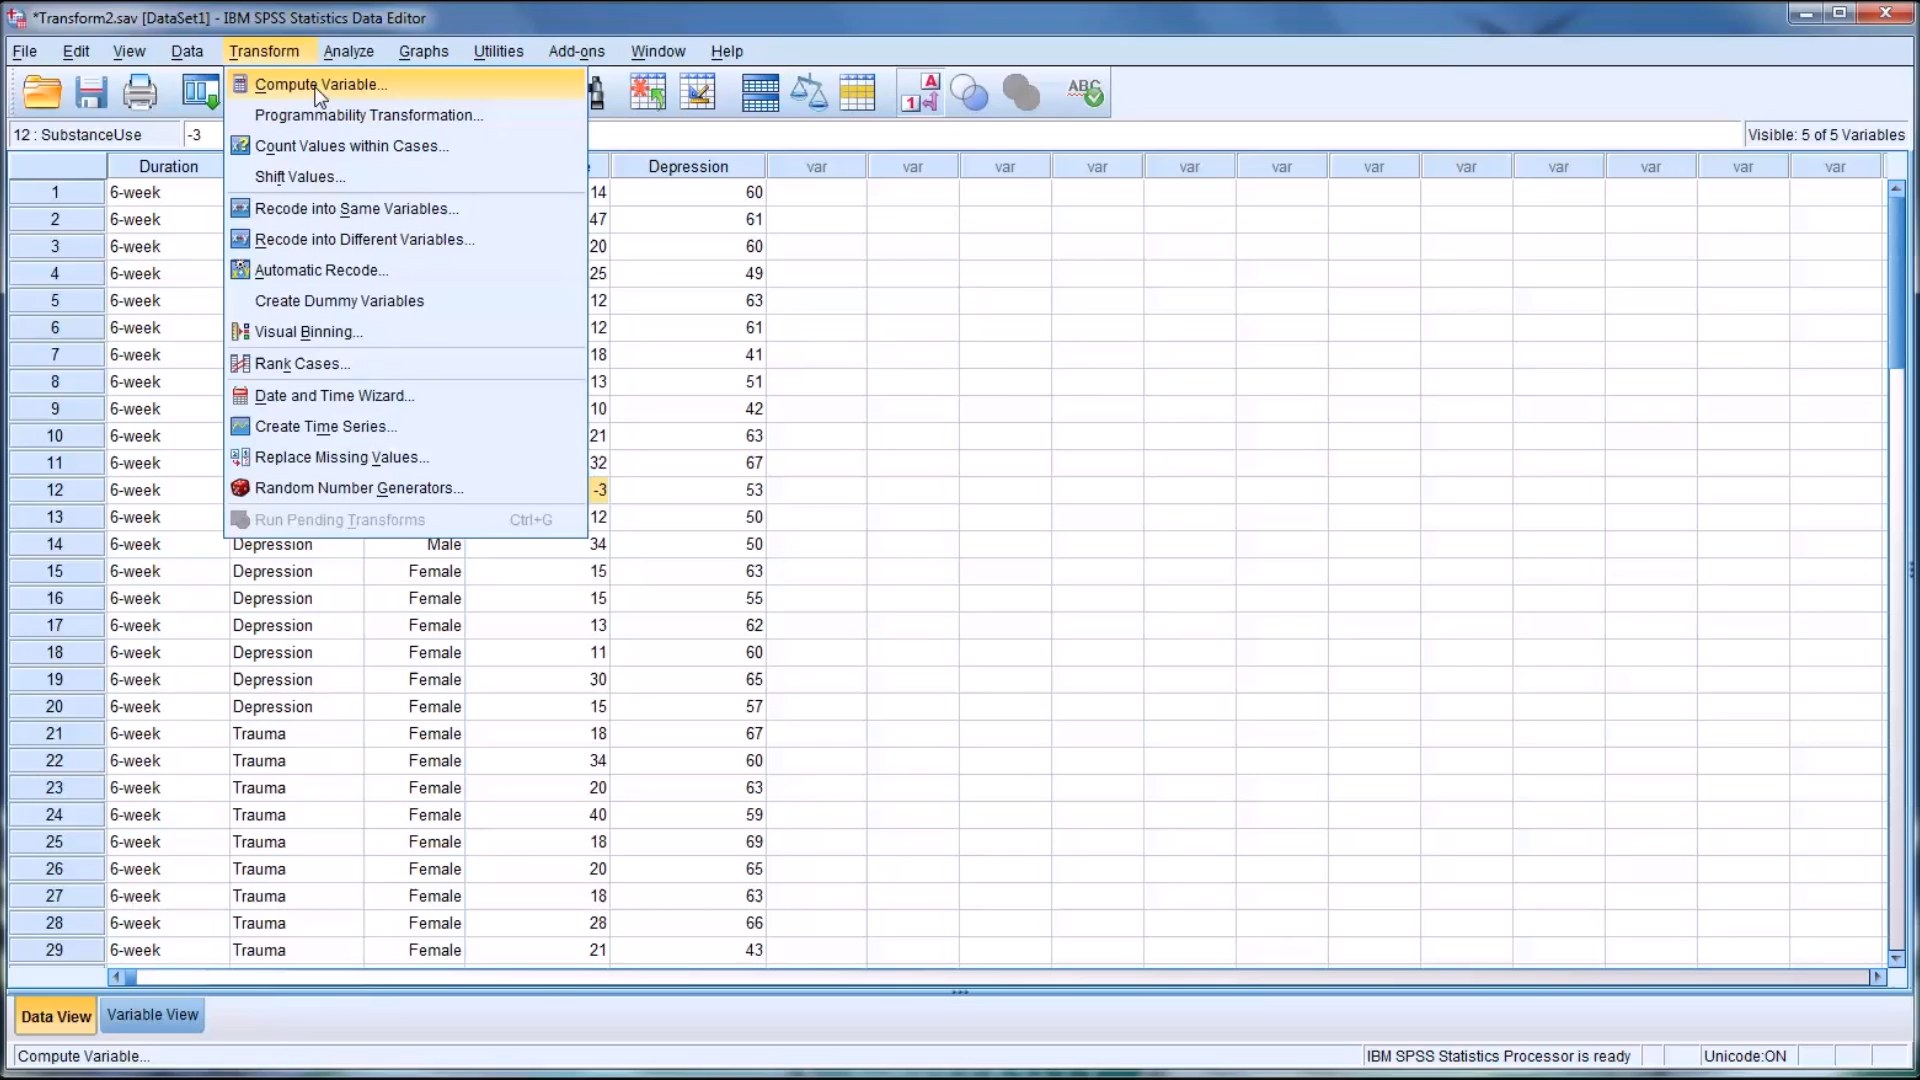 *Transform2.sav [DataSet1] - IBM SPSS Statistics Data Editor
File Edit View Data Transform Analyze Graphs Utilities Add-ons Window Help
Compute Variable...
Programmability Transformation...
Count Values within Cases...
Shift Values...
Recode into Same Variables...
Recode into Different Variables...
Automatic Recode...
Create Dummy Variables
Visual Binning...
Rank Cases...
Date and Time Wizard...
Create Time Series...
Replace Missing Values...
Random Number Generators...
Run Pending Transforms Ctrl+G
A
1
ABC
12 : SubstanceUse -3 Visible: 5 of 5 Variables
Duration Depression var var var var var var var var var var var var
1 6-week 14 60
2 6-week 47 61
3 6-week 20 60
4 6-week 25 49
5 6-week 12 63
6 6-week 12 61
7 6-week 18 41
8 6-week 13 51
9 6-week 10 42
10 6-week 21 63
11 6-week 32 67
12 6-week -3 53
13 6-week 12 50
14 6-week Depression Male 34 50
15 6-week Depression Female 15 63
16 6-week Depression Female 15 55
17 6-week Depression Female 13 62
18 6-week Depression Female 11 60
19 6-week Depression Female 30 65
20 6-week Depression Female 15 57
21 6-week Trauma Female 18 67
22 6-week Trauma Female 34 60
23 6-week Trauma Female 20 63
24 6-week Trauma Female 40 59
25 6-week Trauma Female 18 69
26 6-week Trauma Female 20 65
27 6-week Trauma Female 18 63
28 6-week Trauma Female 28 66
29 6-week Trauma Female 21 43
Data View Variable View
Compute Variable... IBM SPSS Statistics Processor is ready Unicode:ON